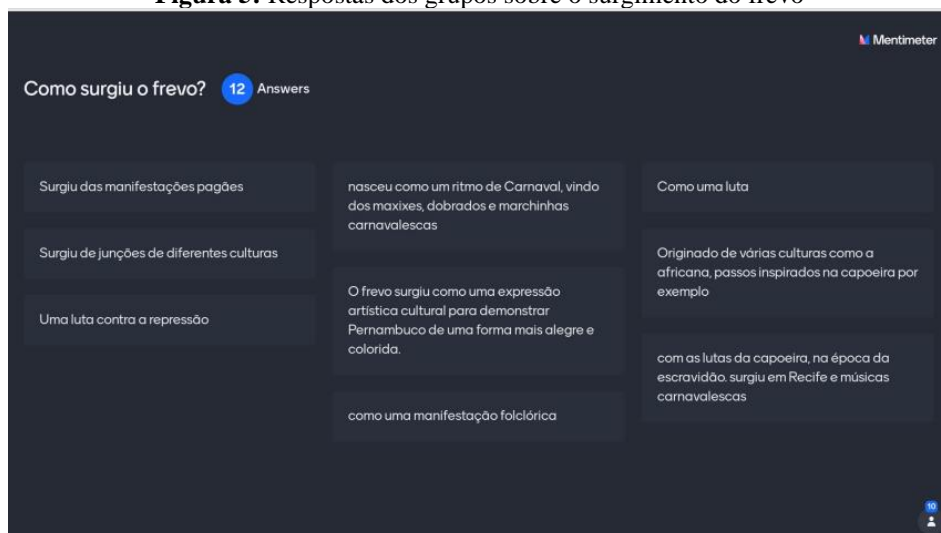 Figura 3: Respostas dos grupos sobre o surgimento do frevo
Mentimeter
Como surgiu o frevo? 12 Answers
Surgiu das manifestações pagães
Surgiu de junções de diferentes culturas
Uma luta contra a repressão
nasceu como um ritmo de Carnaval, vindo
dos maxixes, dobrados e marchinhas
carnavalescas
O frevo surgiu como uma expressão
artística cultural para demonstrar
Pernambuco de uma forma mais alegre e
colorida.
como uma manifestação folclórica
Como uma luta
Originado de várias culturas como a
africana, passos inspirados na capoeira por
exemplo
com as lutas da capoeira, na época da
escravidão. surgiu em Recife e músicas
carnavalescas
10